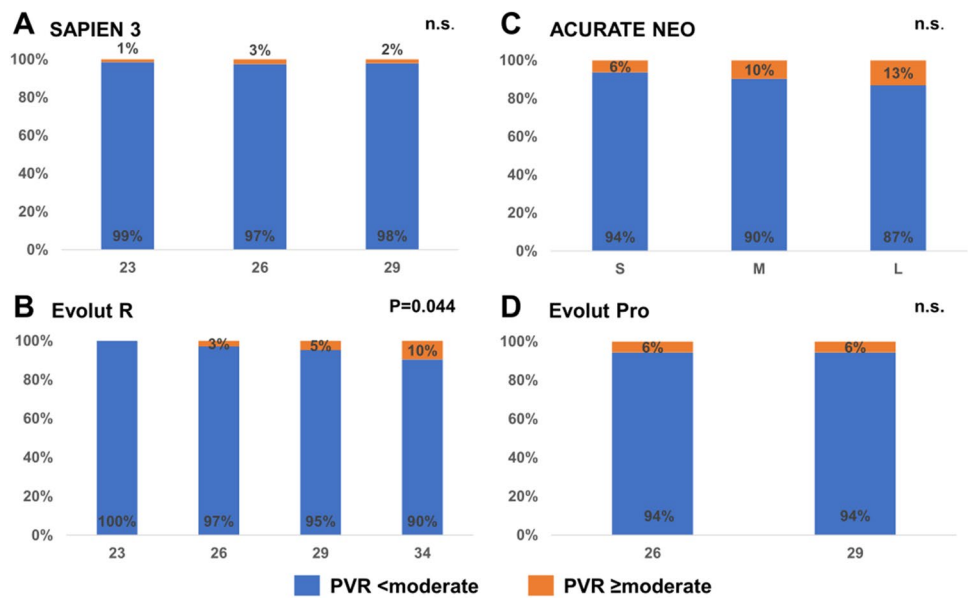 A SAPIEN 3 n.s.
1% 3% 2%
100%
80%
60%
40%
20%
0%
99% 97% 98%
23 26 29
C ACURATE NEO n.s.
100%
80%
60%
40%
20%
0%
6% 10% 13%
94% 90% 87%
S M L
B Evolut R P=0.044
100%
80%
60%
40%
20%
0%
3% 5% 10%
100% 97% 95% 90%
23 26 29 34
D Evolut Pro n.s.
100%
80%
60%
40%
20%
0%
6% 6%
94% 94%
26 29
PVR <moderate PVR ≥moderate